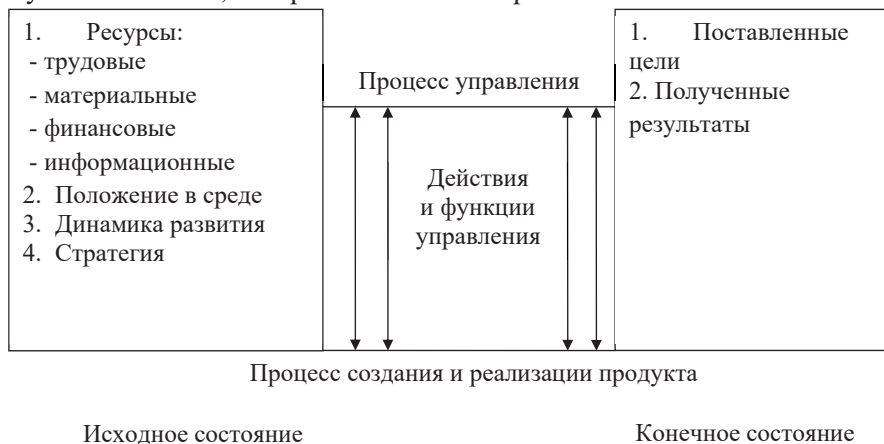 1. Ресурсы:
- трудовые
- материальные
- финансовые
- информационные
2. Положение в среде
3. Динамика развития
4. Стратегия
Процесс управления
Действия
и функции
управления
1. Поставленные
цели
2. Полученные
результаты
Процесс создания и реализации продукта
Исходное состояние
Конечное состояние